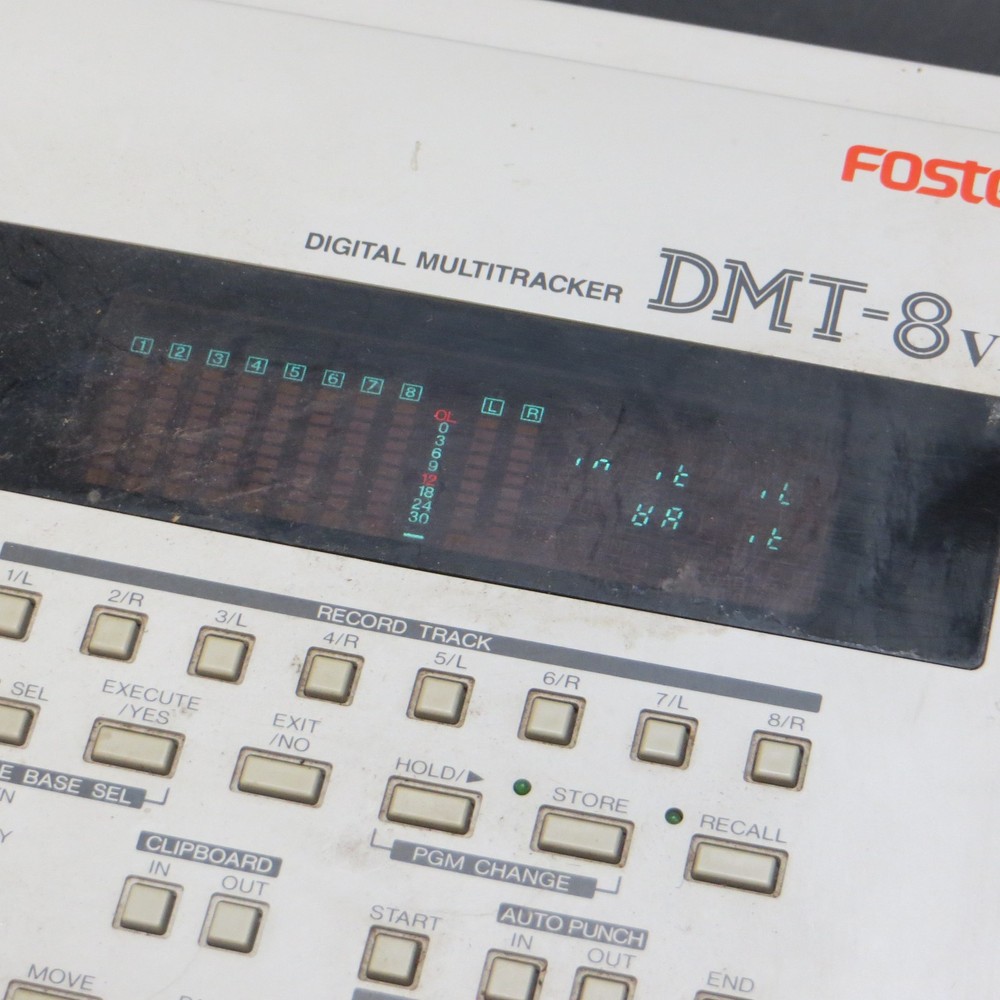 FOSTE
DIGITAL MULTITRACKER DMT-8
1 2 3 4 5 6 7 8 L R
OL
0
3
6
9
12
18
24
30
RECORD TRACK
1/L 2/R 3/L 4/R 5/L 6/R 7/L 8/R
SEL
EXECUTE
/YES
EXIT
/NO
HOLD/▶
STORE
RECALL
E BASE SEL
PGM CHANGE
CLIPBOARD
IN OUT
START
AUTO PUNCH
IN OUT
END
MOVE